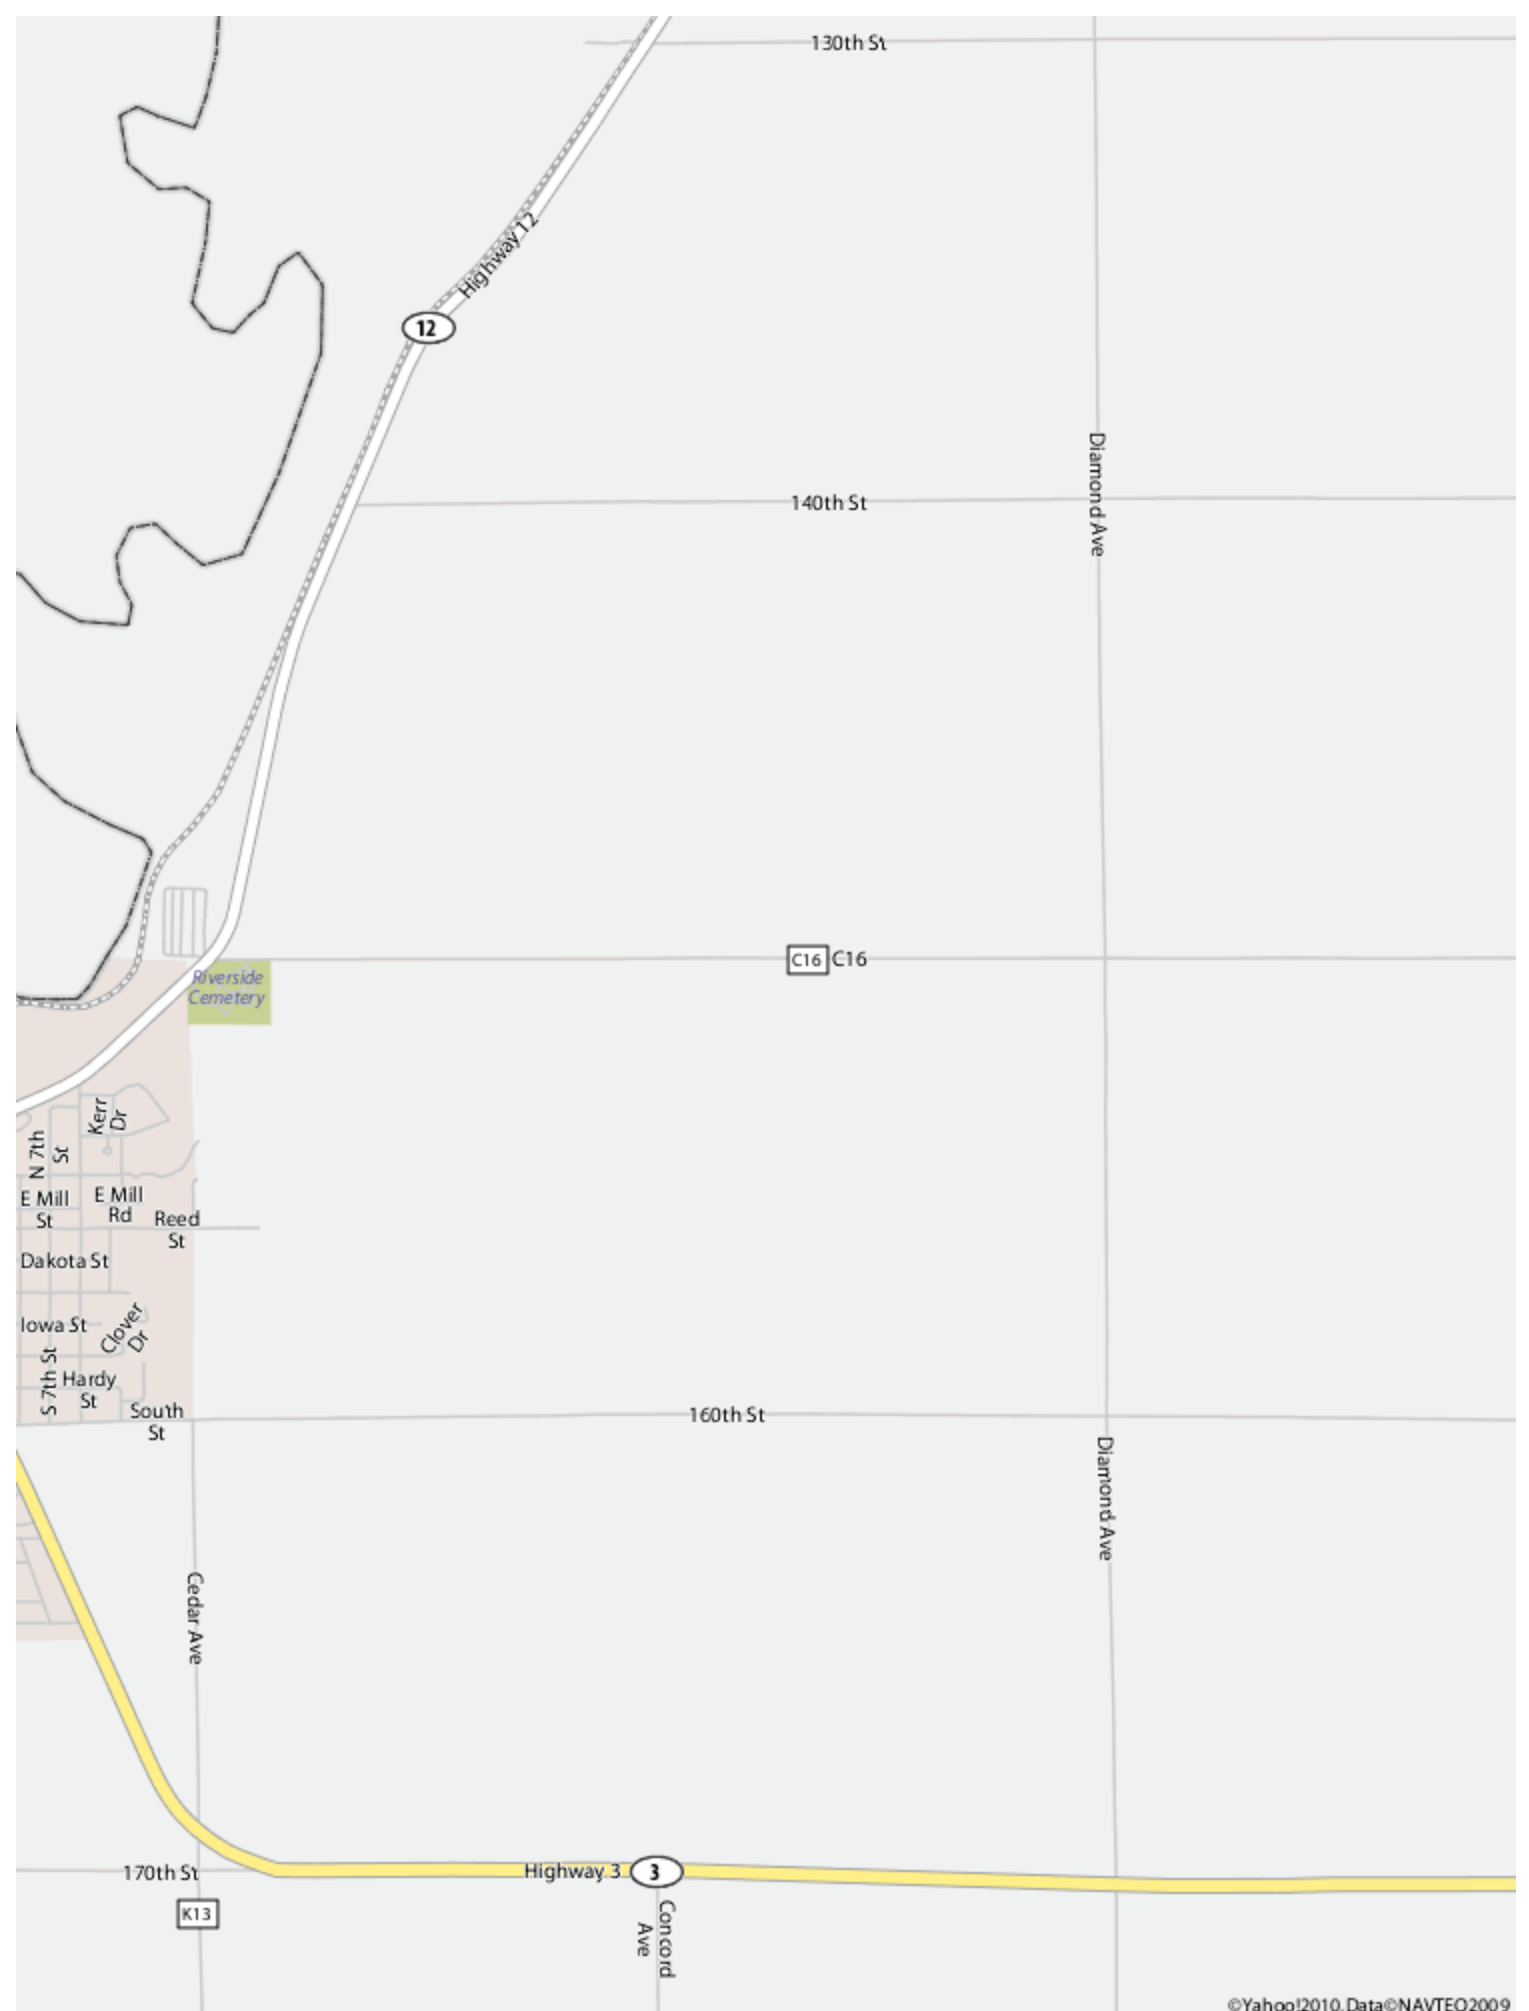 130th St
Highway 12
12
Diamond Ave
140th St
C16
C16
Riverside
Cemetery
Kerr
Dr
N 7th
St
E Mill
St
E Mill
Rd
Reed
St
Dakota St
Iowa St
Clover
Dr
S 7th St
Hardy
St
South
St
160th St
Diamond Ave
Cedar Ave
170th St
Highway 3
3
K13
Concord
Ave
©Yahoo!2010, Data©NAVTEQ2009